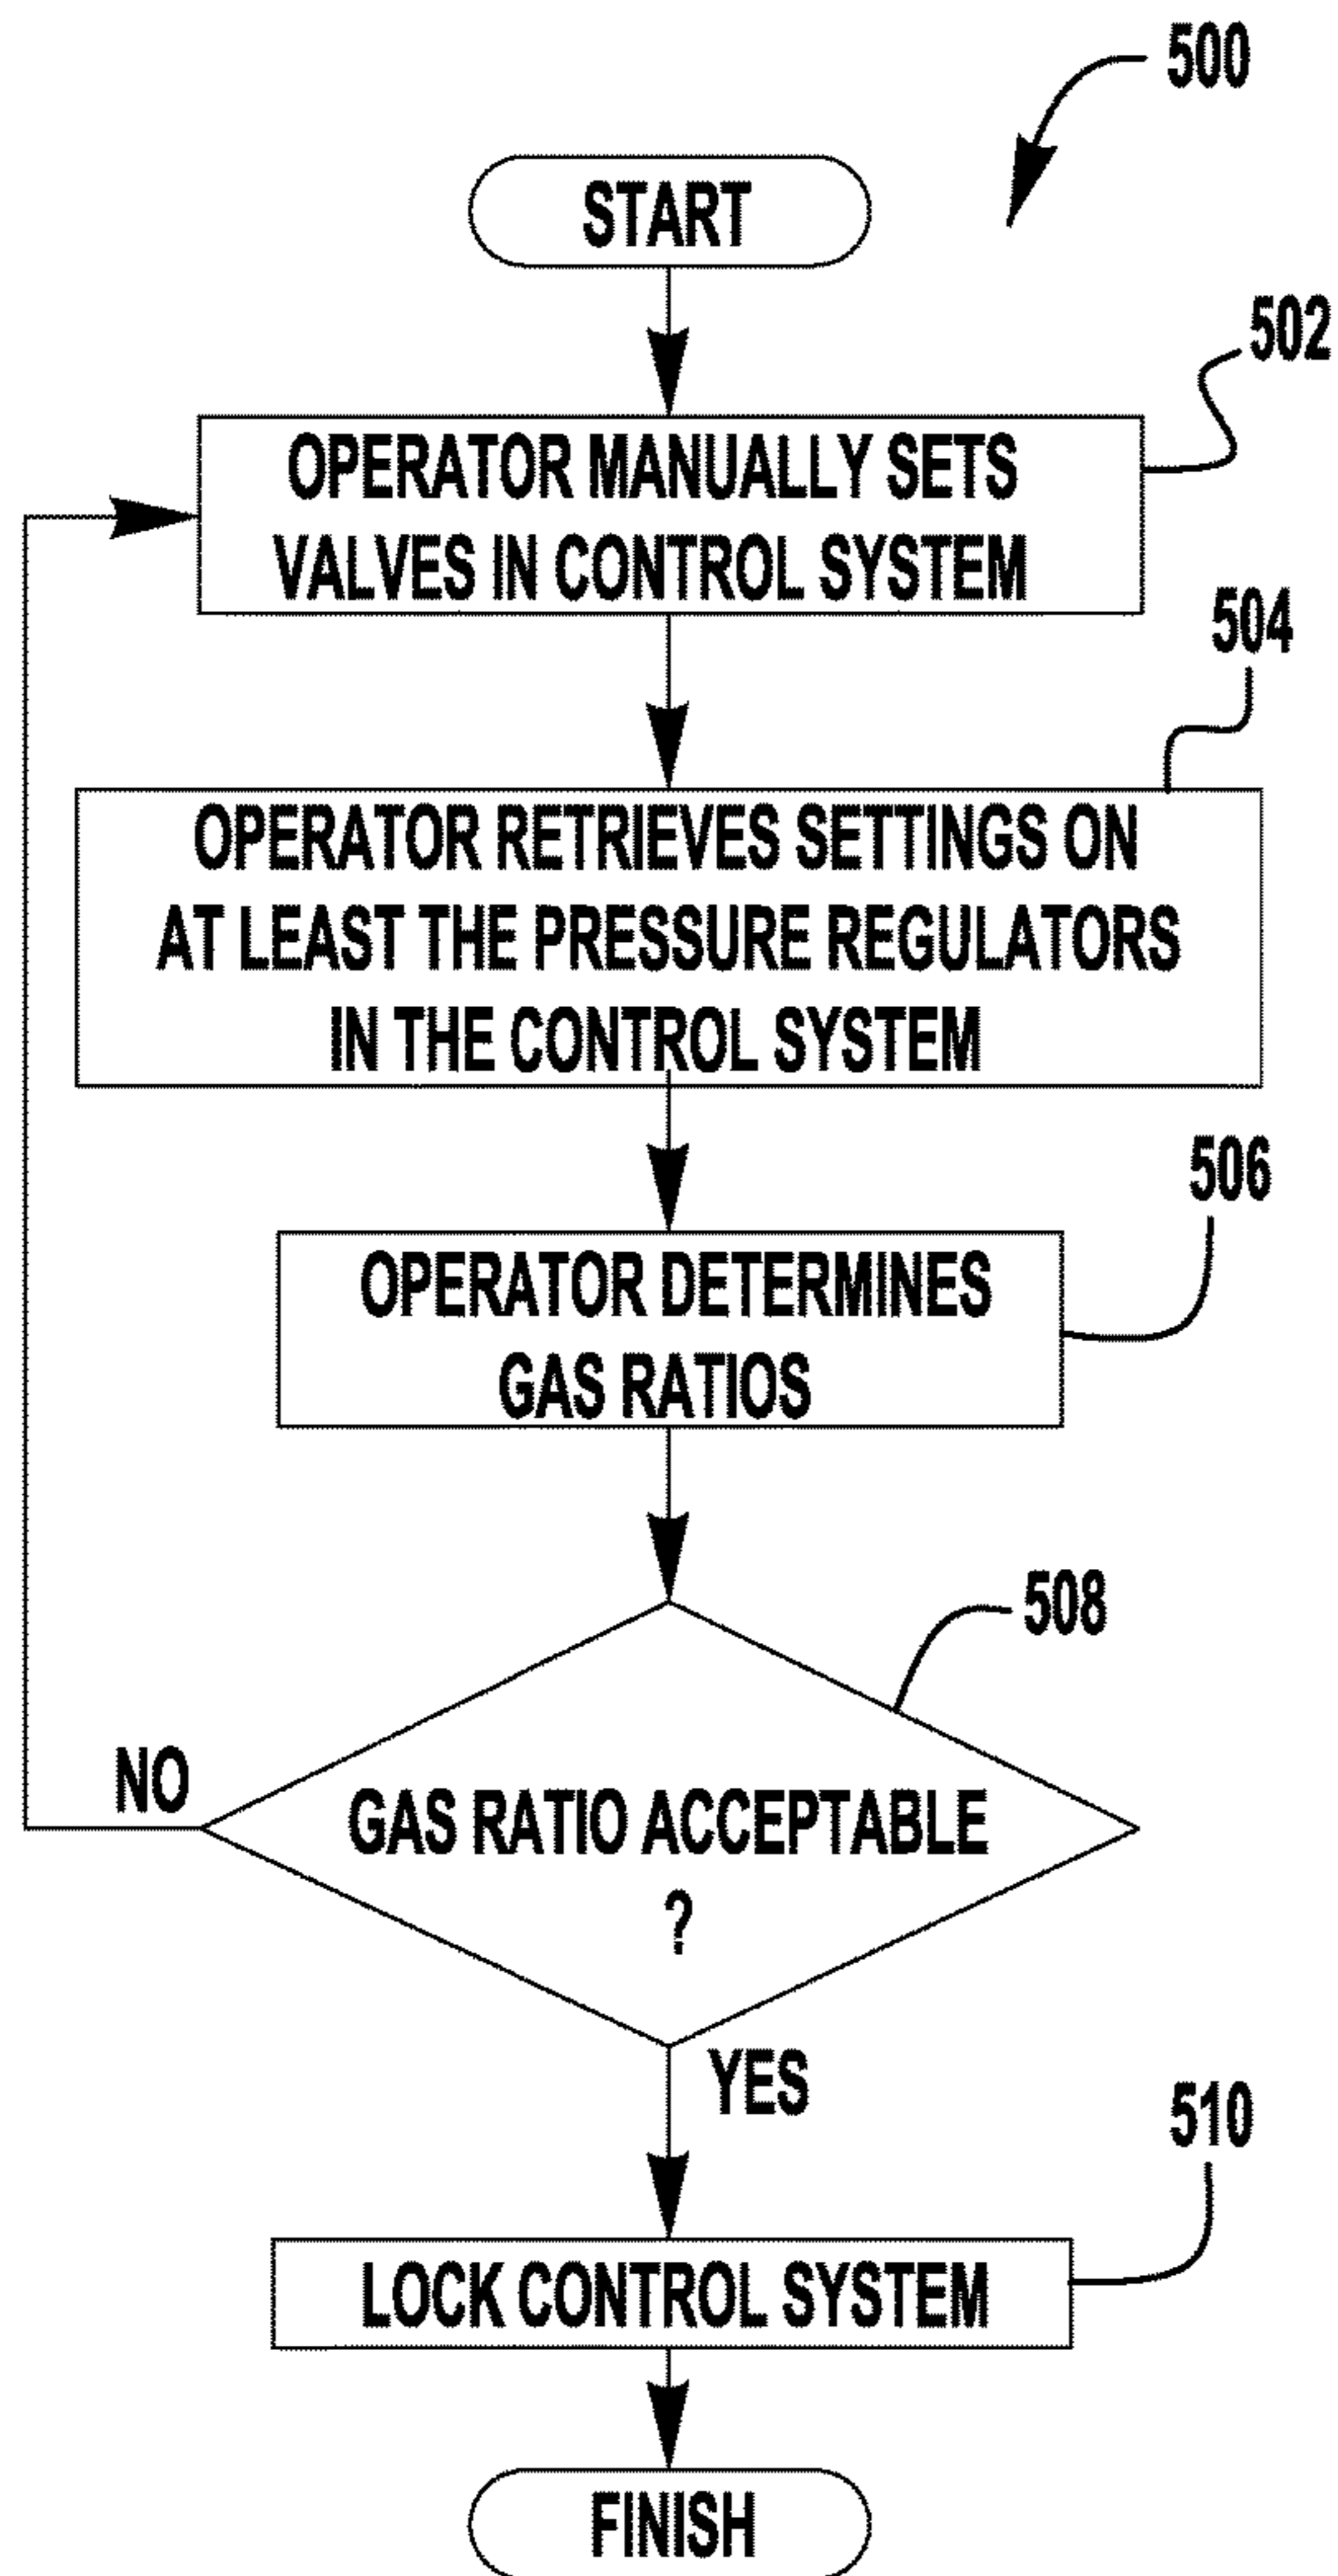 500
START
502
OPERATOR MANUALLY SETS
VALVES IN CONTROL SYSTEM
504
OPERATOR RETRIEVES SETTINGS ON
AT LEAST THE PRESSURE REGULATORS
IN THE CONTROL SYSTEM
506
OPERATOR DETERMINES
GAS RATIOS
508
NO
GAS RATIO ACCEPTABLE
?
YES
510
LOCK CONTROL SYSTEM
FINISH